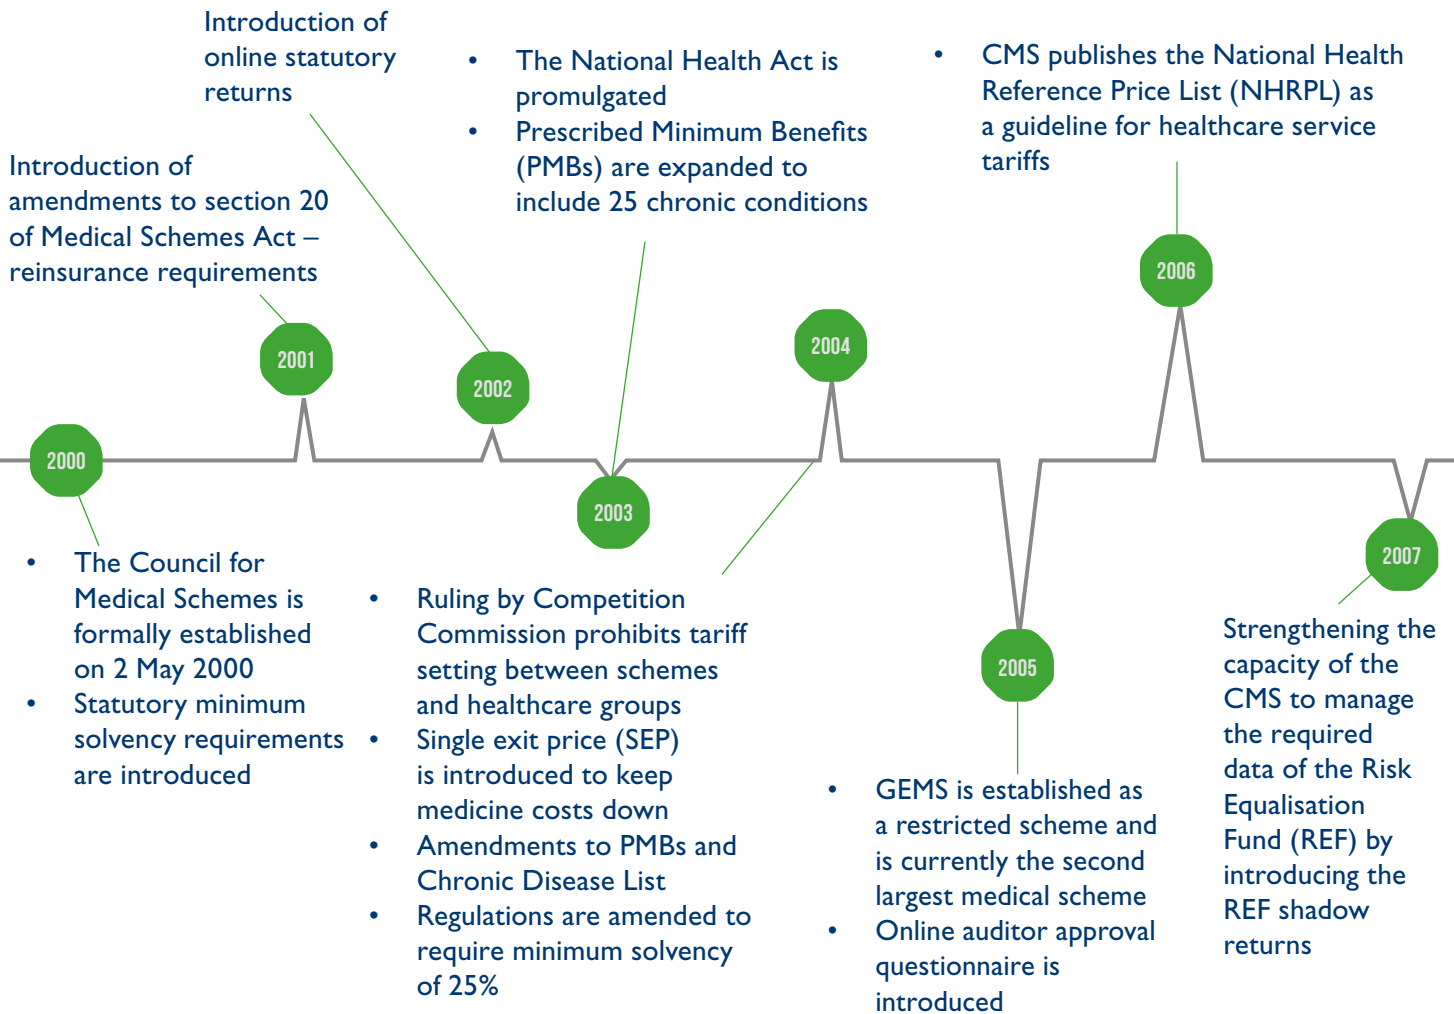 2000
• The Council for
Medical Schemes is
formally established
on 2 May 2000
• Statutory minimum
solvency requirements
are introduced
Introduction of
amendments to section 20
of Medical Schemes Act –
reinsurance requirements
2001
Introduction of
online statutory
returns
2002
• The National Health Act is
promulgated
• Prescribed Minimum Benefits
(PMBs) are expanded to
include 25 chronic conditions
2003
2004
• Ruling by Competition
Commission prohibits tariff
setting between schemes
and healthcare groups
• Single exit price (SEP)
is introduced to keep
medicine costs down
• Amendments to PMBs and
Chronic Disease List
• Regulations are amended to
require minimum solvency
of 25%
2005
• GEMS is established as
a restricted scheme and
is currently the second
largest medical scheme
• Online auditor approval
questionnaire is
introduced
• CMS publishes the National Health
Reference Price List (NHRPL) as
a guideline for healthcare service
tariffs
2006
2007
Strengthening the
capacity of the
CMS to manage
the required
data of the Risk
Equalisation
Fund (REF) by
introducing the
REF shadow
returns